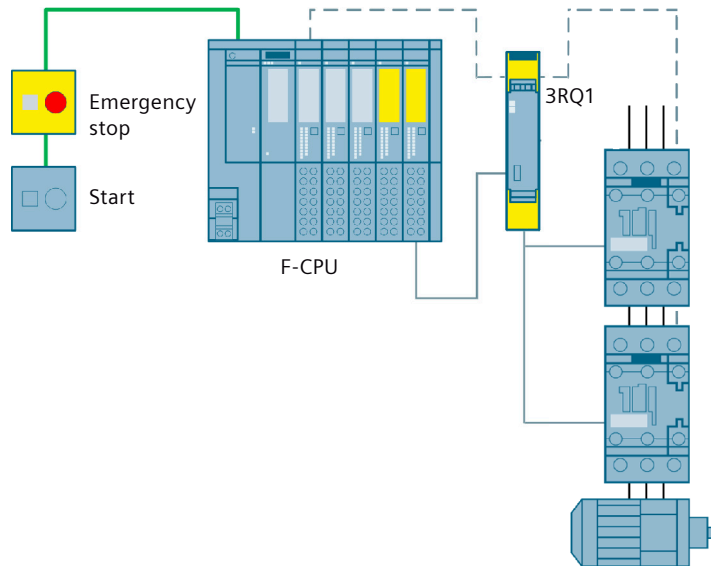 Emergency
stop
Start
F-CPU
3RQ1